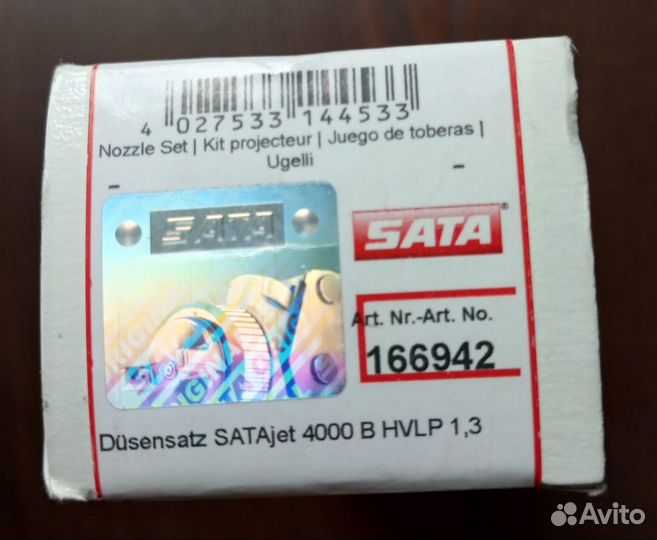 4 027533 144533
Nozzle Set | Kit projecteur | Juego de toberas |
Ugelli
SATA
SATA®
ORIGINAL
Art. Nr.-Art. No.
166942
Düsensatz SATAjet 4000 B HVLP 1,3
Avito